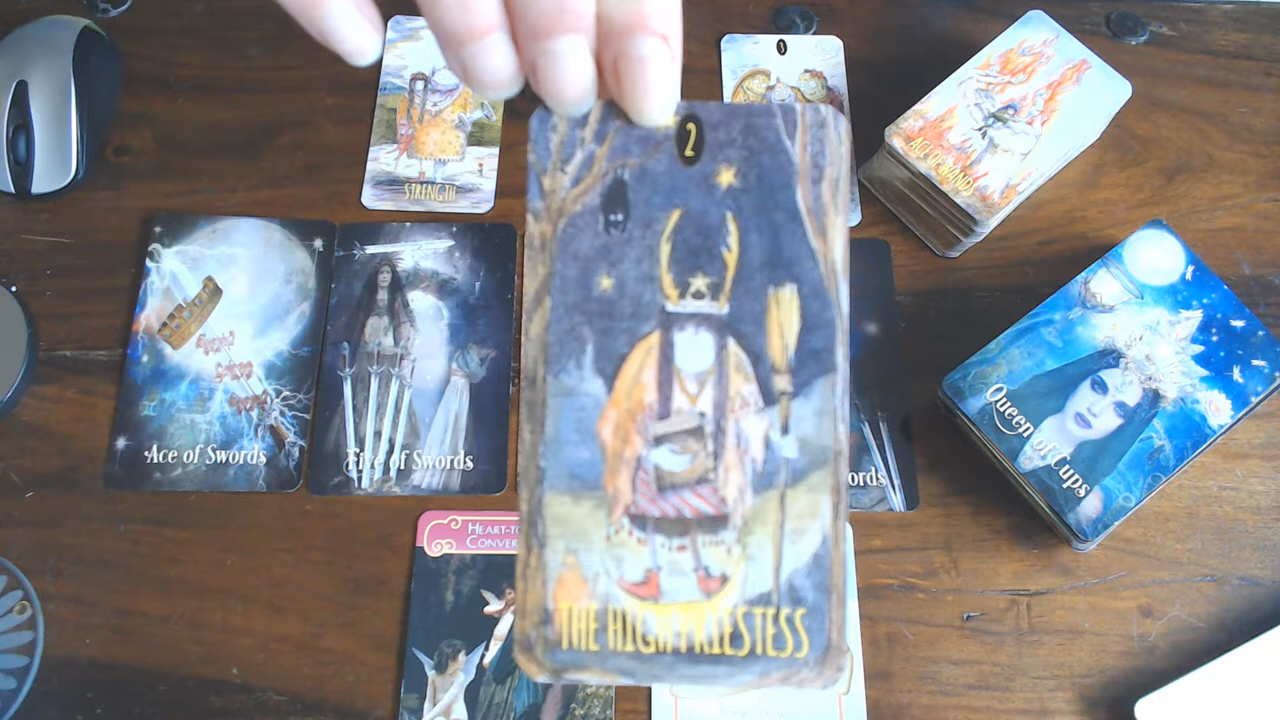 STRENGTH
2
ACE OF WANDS
Ace of Swords
Five of Swords
ords
Queen of Cups
HEART-TO
CONVER
THE HIGH PRIESTESS